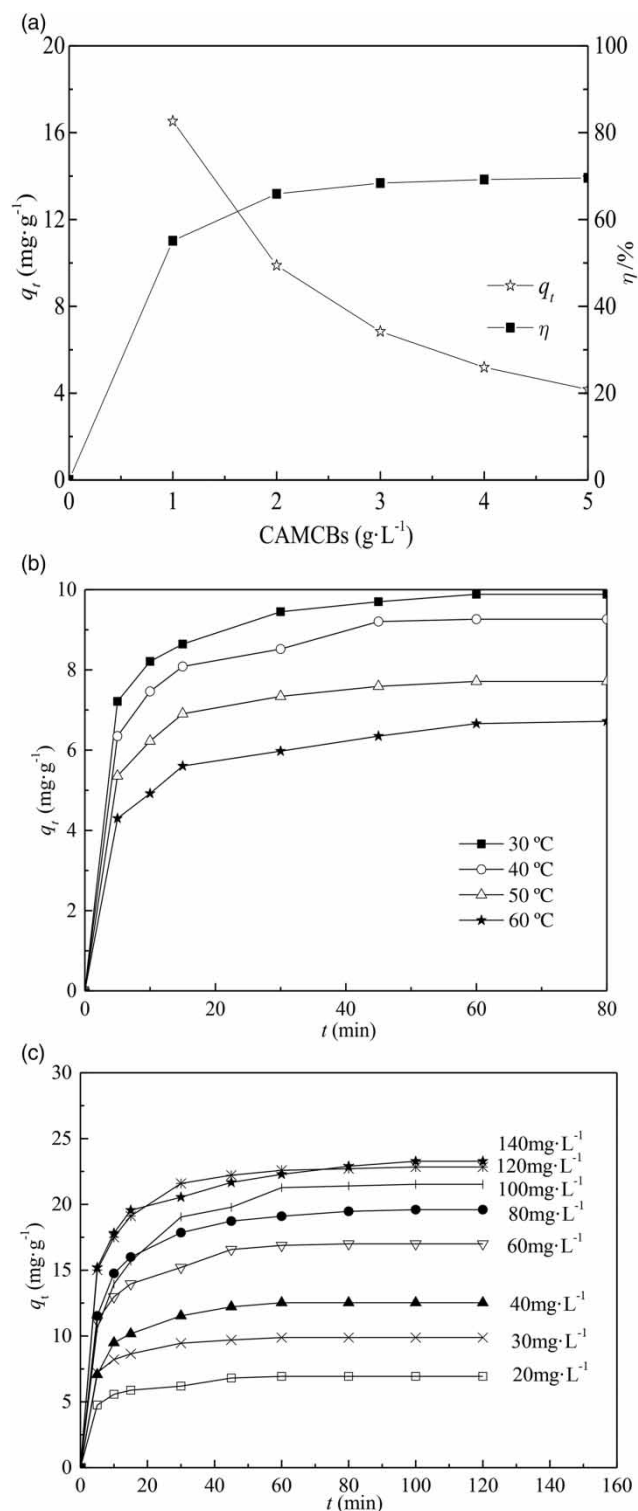 (a)
20
16
12
8
4
0
qt (mg·g-1)
100
80
60
40
20
0
η/%
qt
η
0 1 2 3 4 5
CAMCBs (g·L-1)
(b)
10
8
6
4
2
0
qt (mg·g-1)
30 ºC
40 ºC
50 ºC
60 ºC
0 20 40 60 80
t (min)
(c)
30
25
20
15
10
5
0
qt (mg·g-1)
140mg·L-1
120mg·L-1
100mg·L-1
80mg·L-1
60mg·L-1
40mg·L-1
30mg·L-1
20mg·L-1
0 20 40 60 80 100 120 140 160
t (min)